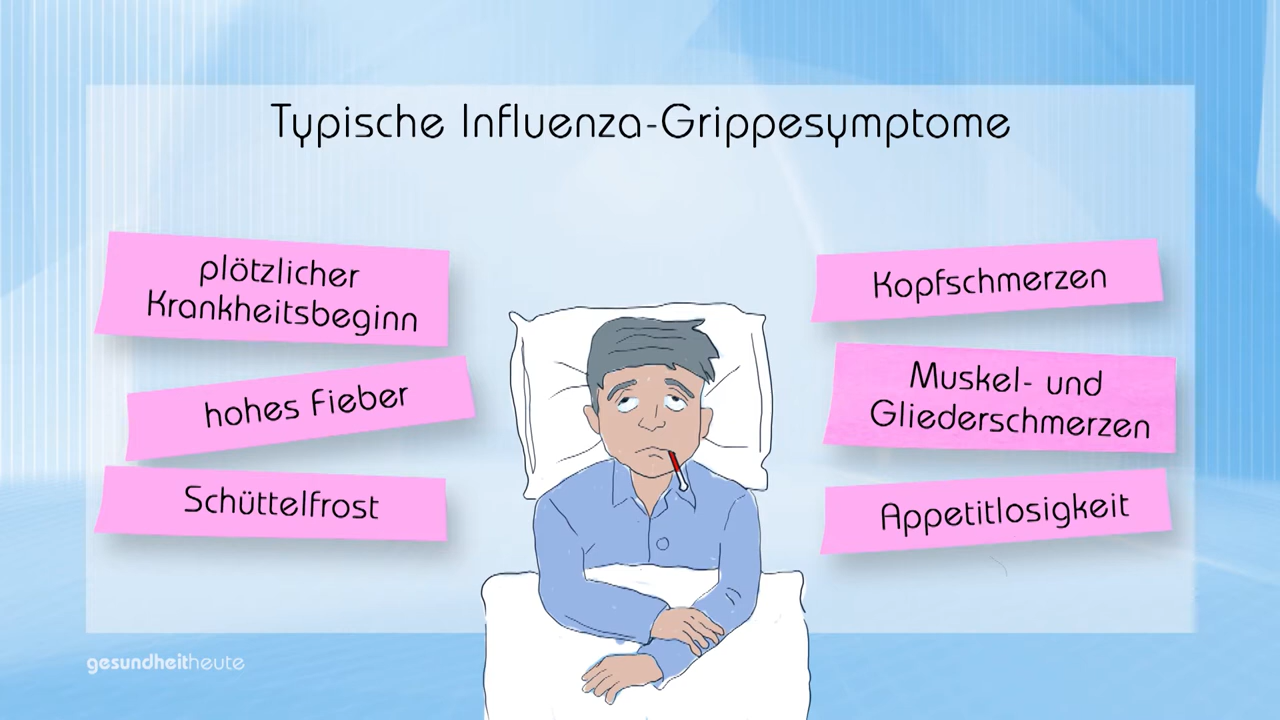 Typische Influenza-Grippesymptome
plötzlicher
Krankheitsbeginn
hohes Fieber
Schüttelfrost
Kopfschmerzen
Muskel- und
Gliederschmerzen
Appetitlosigkeit
gesundheitheute